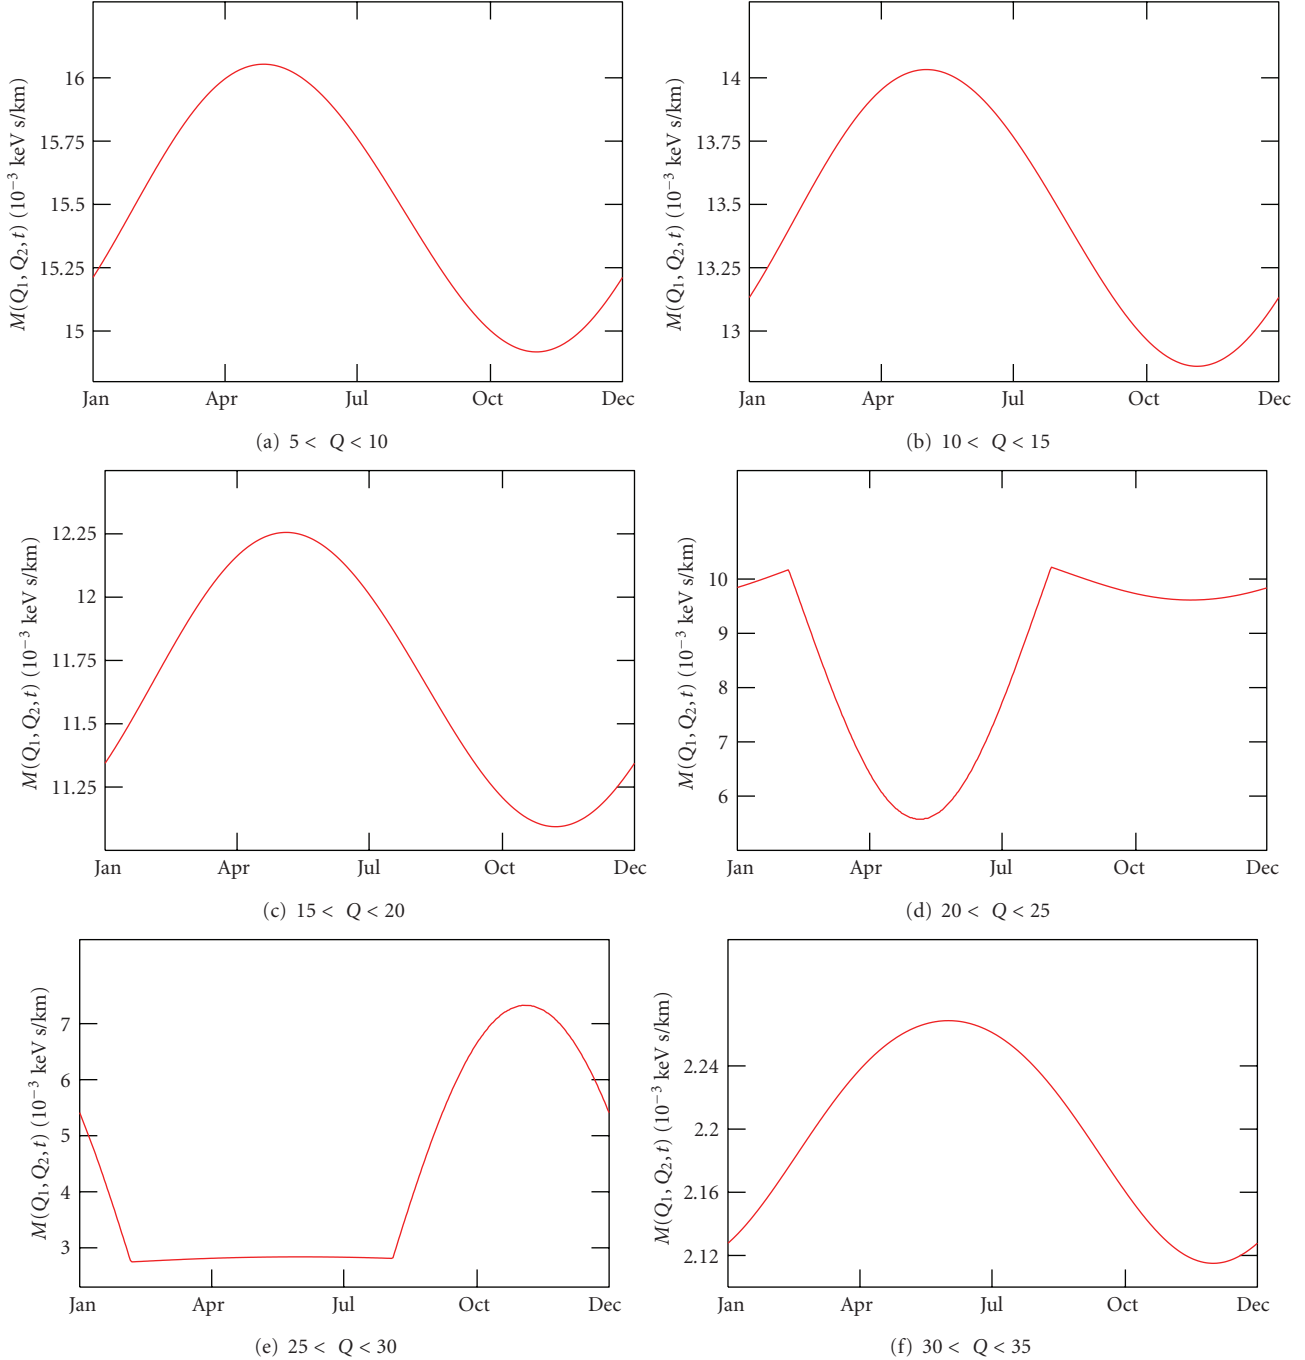 M(Q₁, Q₂, t) (10⁻³ keV s/km)
16
15.75
15.5
15.25
15
Jan Apr Jul Oct Dec
(a) 5 < Q < 10
M(Q₁, Q₂, t) (10⁻³ keV s/km)
14
13.75
13.5
13.25
13
Jan Apr Jul Oct Dec
(b) 10 < Q < 15
M(Q₁, Q₂, t) (10⁻³ keV s/km)
12.25
12
11.75
11.5
11.25
Jan Apr Jul Oct Dec
(c) 15 < Q < 20
M(Q₁, Q₂, t) (10⁻³ keV s/km)
10
9
8
7
6
Jan Apr Jul Oct Dec
(d) 20 < Q < 25
M(Q₁, Q₂, t) (10⁻³ keV s/km)
7
6
5
4
3
Jan Apr Jul Oct Dec
(e) 25 < Q < 30
M(Q₁, Q₂, t) (10⁻³ keV s/km)
2.24
2.2
2.16
2.12
Jan Apr Jul Oct Dec
(f) 30 < Q < 35